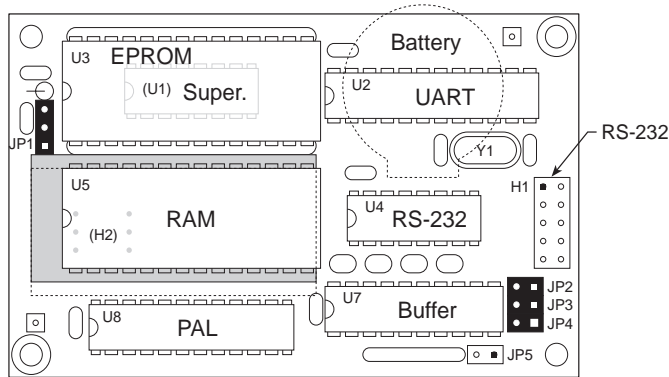 U3 EPROM
Battery
(U1) Super.
U2
UART
RS-232
JP1
Y1
U5
H1
RAM
(H2)
U4
RS-232
U7
Buffer
JP2
JP3
JP4
U8
PAL
JP5